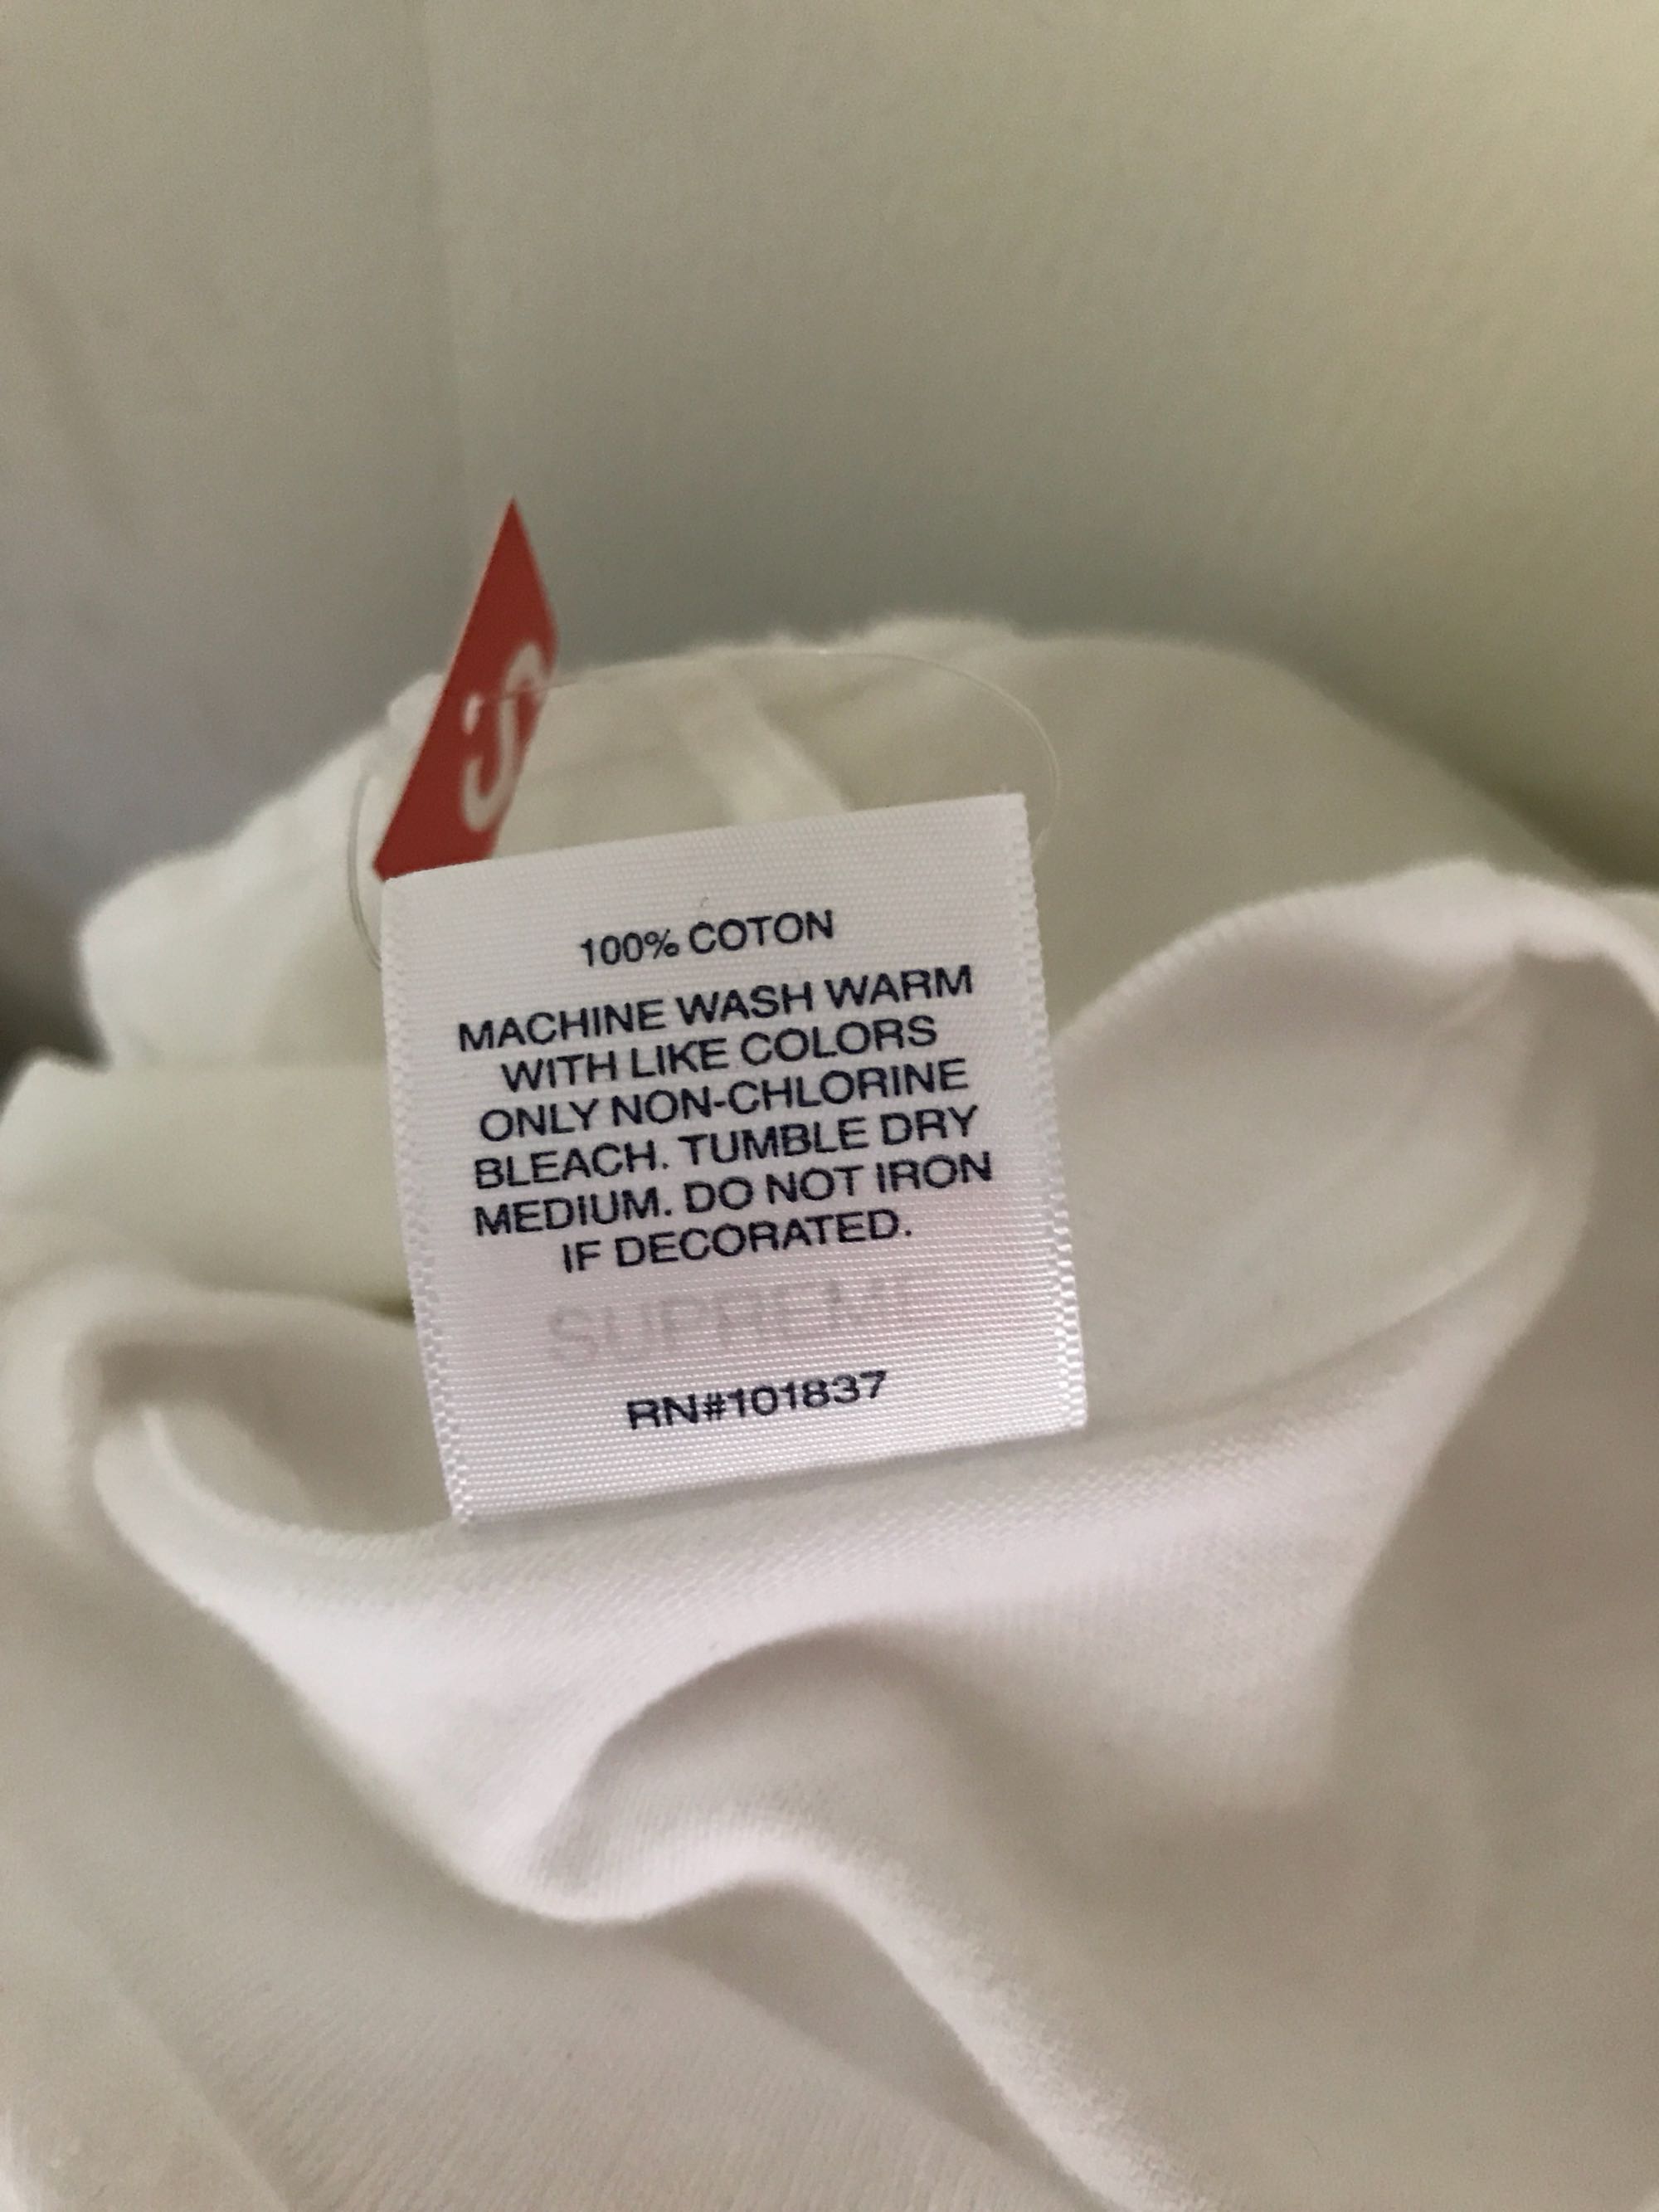 100% COTON
MACHINE WASH WARM
WITH LIKE COLORS
ONLY NON-CHLORINE
BLEACH. TUMBLE DRY
MEDIUM. DO NOT IRON
IF DECORATED.
SUPREME
RN#101837